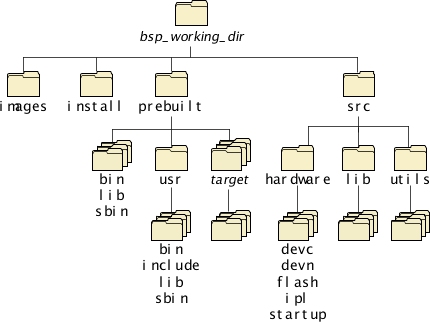 bsp_working_dir
images install prebuilt src
bin usr target hardware lib utils
lib
sbin
bin devc
include devn
lib flash
sbin ipl
startup